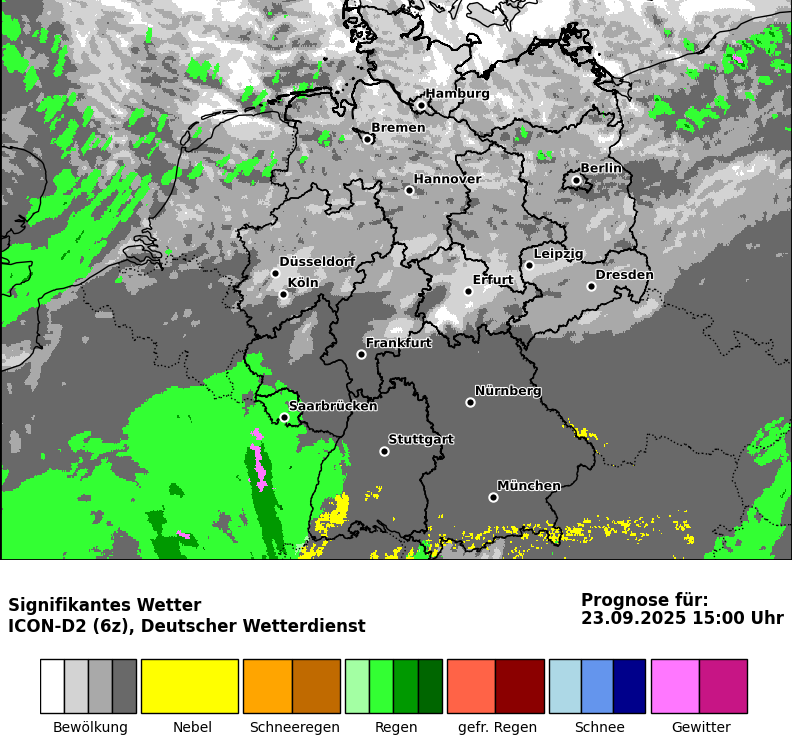 Hamburg
Bremen
Berlin
Hannover
Leipzig
Düsseldorf
Dresden
Erfurt
Köln
Frankfurt
Nürnberg
Saarbrücken
Stuttgart
München
Signifikantes Wetter
ICON-D2 (6z), Deutscher Wetterdienst
Prognose für:
23.09.2025 15:00 Uhr
Bewölkung Nebel Schneeregen Regen gefr. Regen Schnee Gewitter